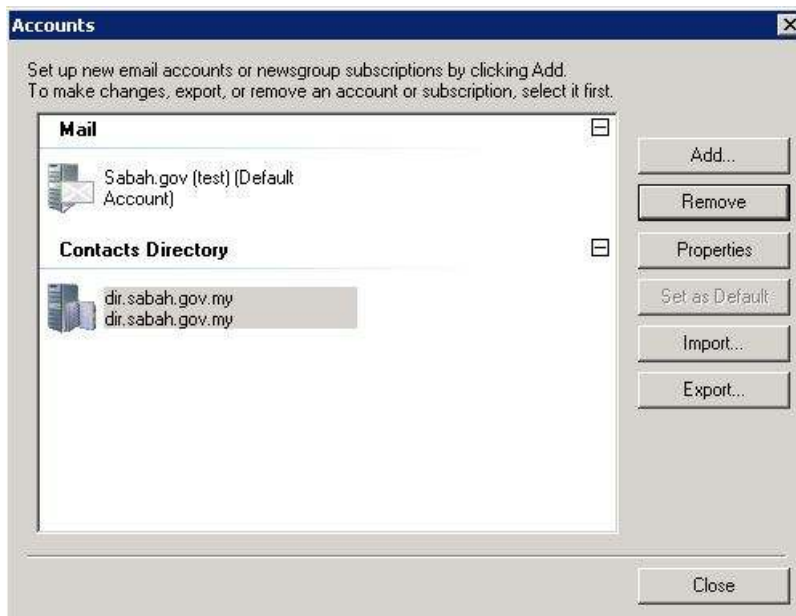 Accounts
Set up new email accounts or newsgroup subscriptions by clicking Add.
To make changes, export, or remove an account or subscription, select it first.
Mail
Sabah.gov (test) (Default
Account)
Contacts Directory
dir.sabah.gov.my
dir.sabah.gov.my
Add...
Remove
Properties
Set as Default
Import...
Export...
Close